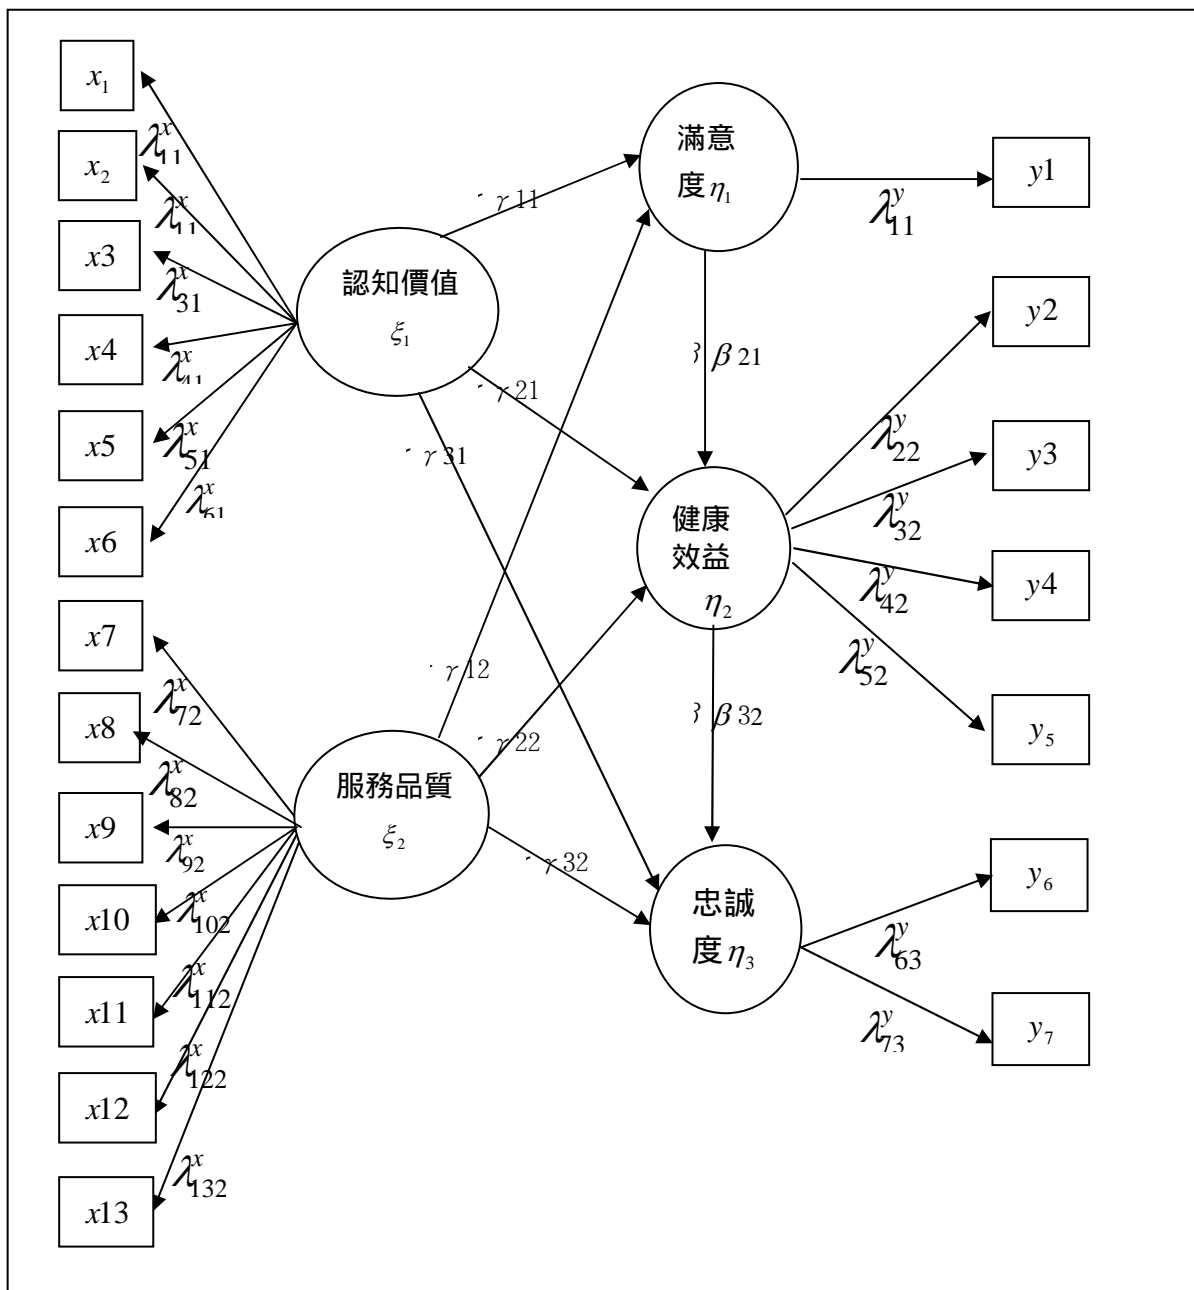 x₁
λ₁₁ˣ
x₂
λ₁₁ˣ
x3
λ₃₁ˣ
x4
λ₄₁ˣ
x5
λ₅₁ˣ
x6
λ₆₁ˣ
x7
λ₇₂ˣ
x8
λ₈₂ˣ
x9
λ₉₂ˣ
x10
λ₁₀₂ˣ
x11
λ₁₁₂ˣ
x12
λ₁₂₂ˣ
x13
λ₁₃₂ˣ
認知價值
ξ₁
服務品質
ξ₂
γ11
γ21
γ31
γ12
γ22
γ32
滿意
度η₁
β21
健康
效益
η₂
β32
忠誠
度η₃
λ₁₁ʸ
y1
λ₂₂ʸ
y2
λ₃₂ʸ
y3
λ₄₂ʸ
y4
λ₅₂ʸ
y₅
λ₆₃ʸ
y₆
λ₇₃ʸ
y₇